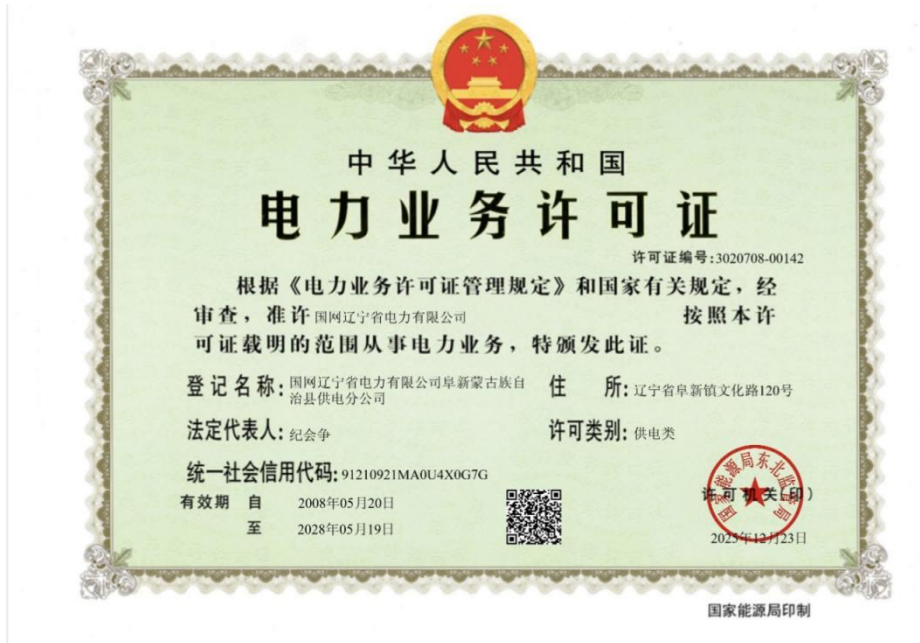 中华人民共和国
电力业务许可证
许可证编号:3020708-00142
根据《电力业务许可证管理规定》和国家有关规定，经
审查，准许 国网辽宁省电力有限公司 按照本许
可证载明的范围从事电力业务，特颁发此证。
登记名称: 国网辽宁省电力有限公司阜新蒙古族自
治县供电分公司
住 所: 辽宁省阜新镇文化路120号
法定代表人: 纪会争
许可类别: 供电类
统一社会信用代码: 91210921MA0U4X0G7G
有效期 自 2008年05月20日
至 2028年05月19日
国家能源局东北监管局
许可机关(印)
2025年12月23日
国家能源局印制